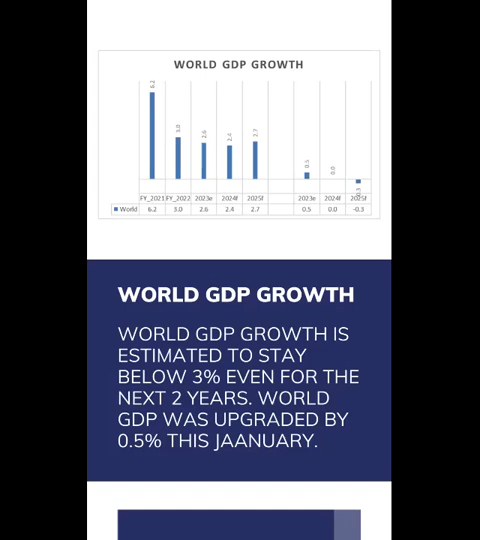 WORLD GDP GROWTH
6.2 3.0 2.6 2.4 2.7 0.5 0.0 -0.3
FY_2021 FY_2022 2023e 2024f 2025f 2023e 2024f 2025f
World 6.2 3.0 2.6 2.4 2.7 0.5 0.0 -0.3
WORLD GDP GROWTH
WORLD GDP GROWTH IS
ESTIMATED TO STAY
BELOW 3% EVEN FOR THE
NEXT 2 YEARS. WORLD
GDP WAS UPGRADED BY
0.5% THIS JAANUARY.